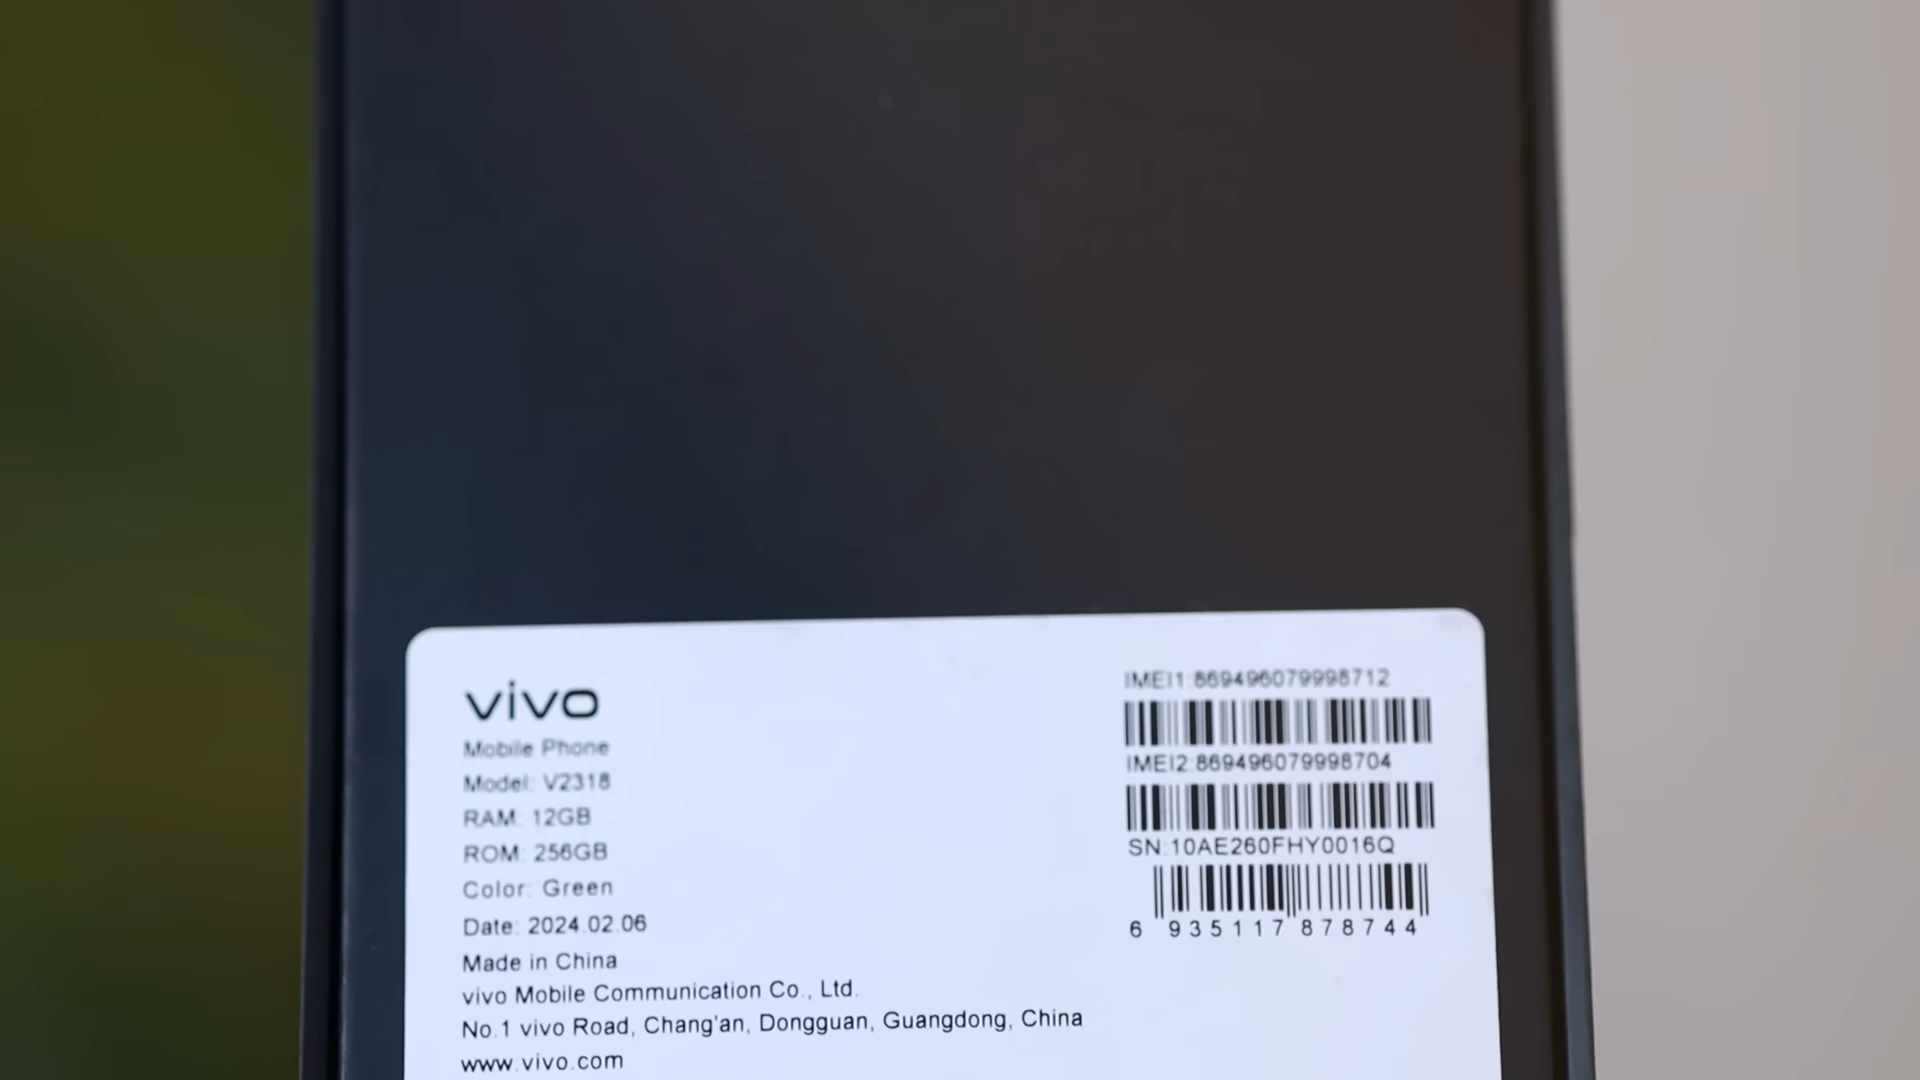 vivo
Mobile Phone
Model: V2318
RAM: 12GB
ROM: 256GB
Color: Green
Date: 2024.02.06
Made in China
vivo Mobile Communication Co., Ltd.
No.1 vivo Road, Chang'an, Dongguan, Guangdong, China
www.vivo.com
IMEI1:869496079998712
IMEI2:869496079998704
SN:10AE260FHY0016Q
6 935117 878744